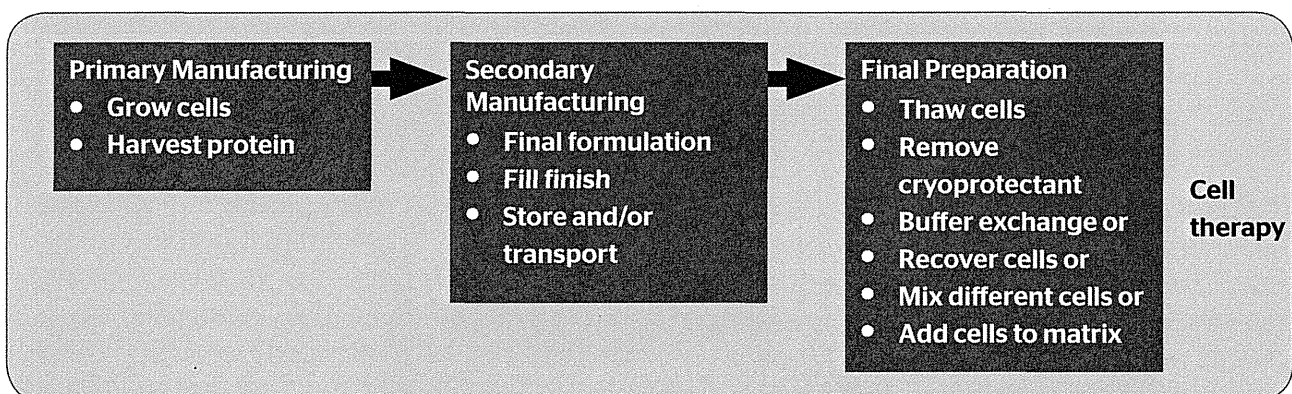 Primary Manufacturing
• Grow cells
• Harvest protein
Secondary
Manufacturing
• Final formulation
• Fill finish
• Store and/or
transport
Final Preparation
• Thaw cells
• Remove
cryoprotectant
• Buffer exchange or
• Recover cells or
• Mix different cells or
• Add cells to matrix
Cell
therapy